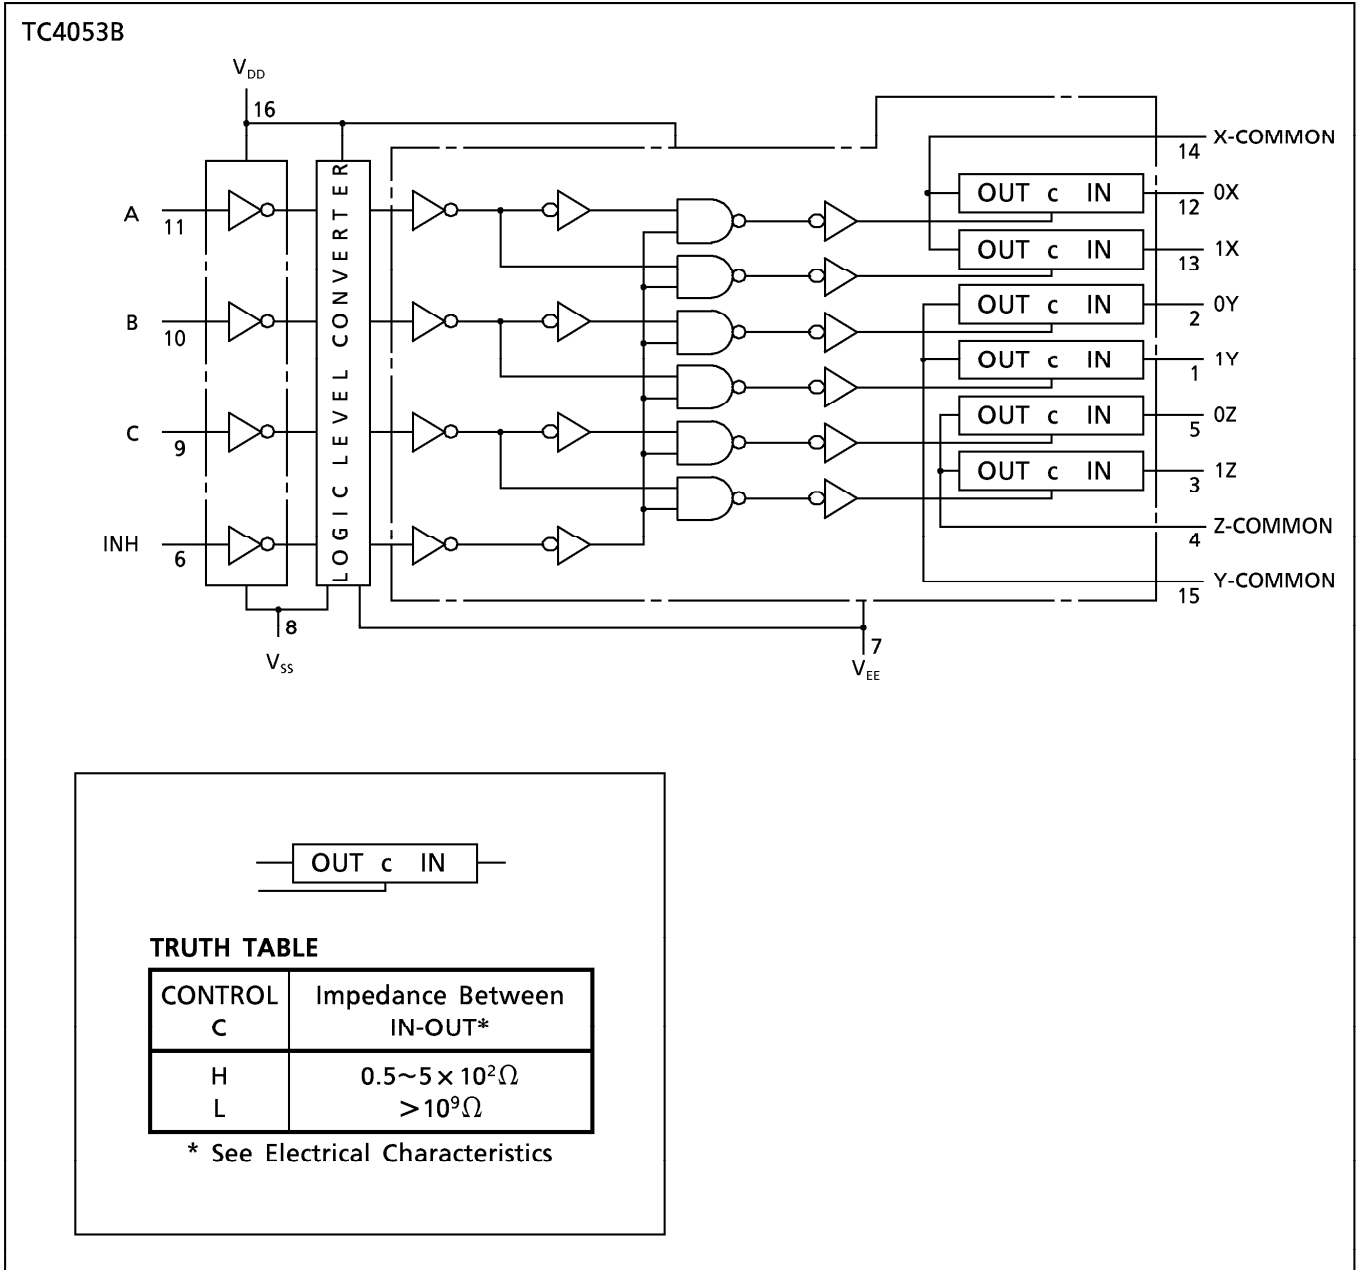 TC4053B
V_DD
16
X-COMMON
14
A
11
OUT c IN
0X
12
OUT c IN
1X
13
B
10
OUT c IN
0Y
2
OUT c IN
1Y
1
C
9
OUT c IN
0Z
5
OUT c IN
1Z
3
LOGIC LEVEL CONVERTER
Z-COMMON
4
INH
6
Y-COMMON
15
8
V_SS
7
V_EE
OUT c IN
TRUTH TABLE
CONTROL C
Impedance Between IN-OUT*
H 0.5~5×10²Ω
L >10⁹Ω
* See Electrical Characteristics